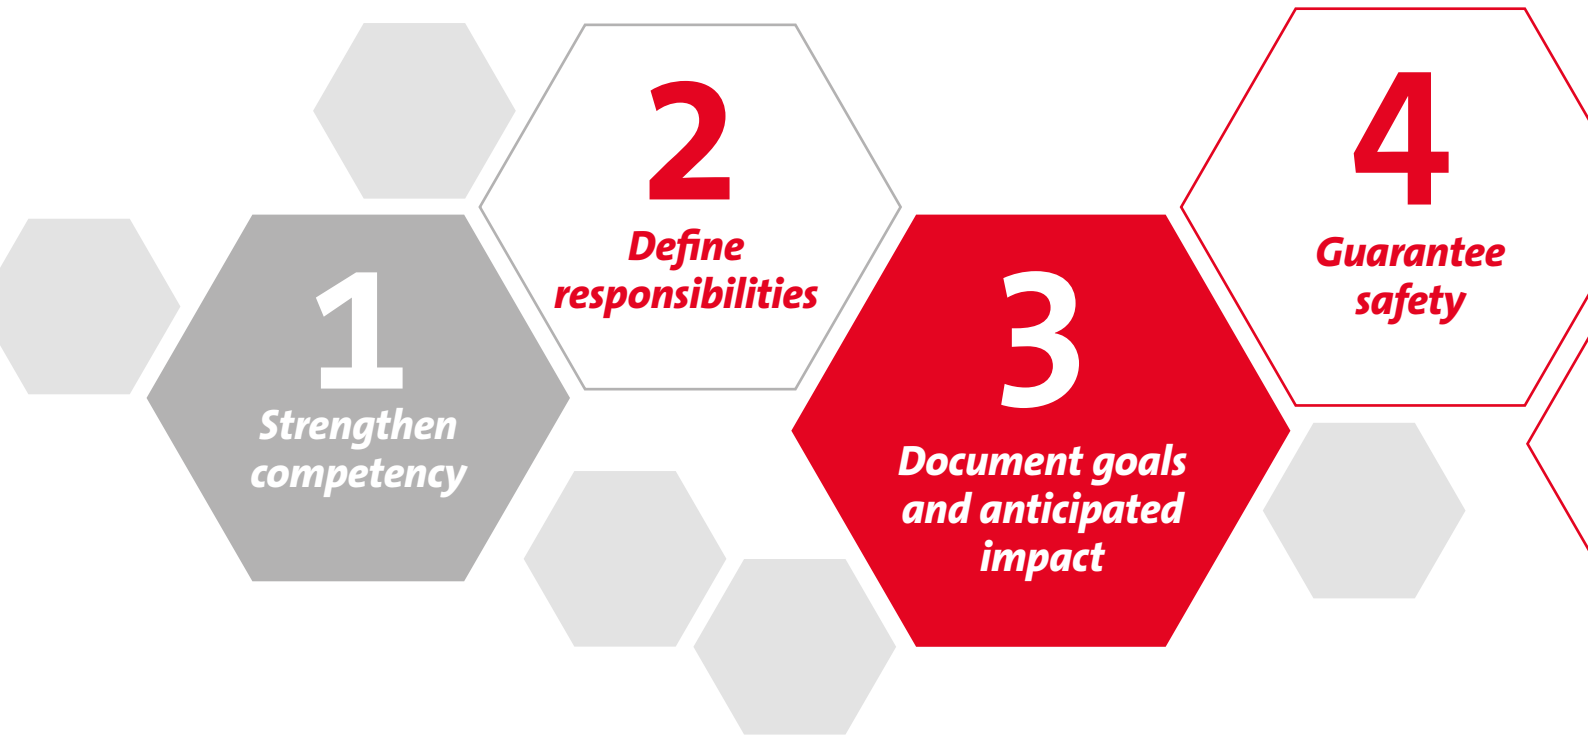 1
Strengthen
competency
2
Define
responsibilities
3
Document goals
and anticipated
impact
4
Guarantee
safety